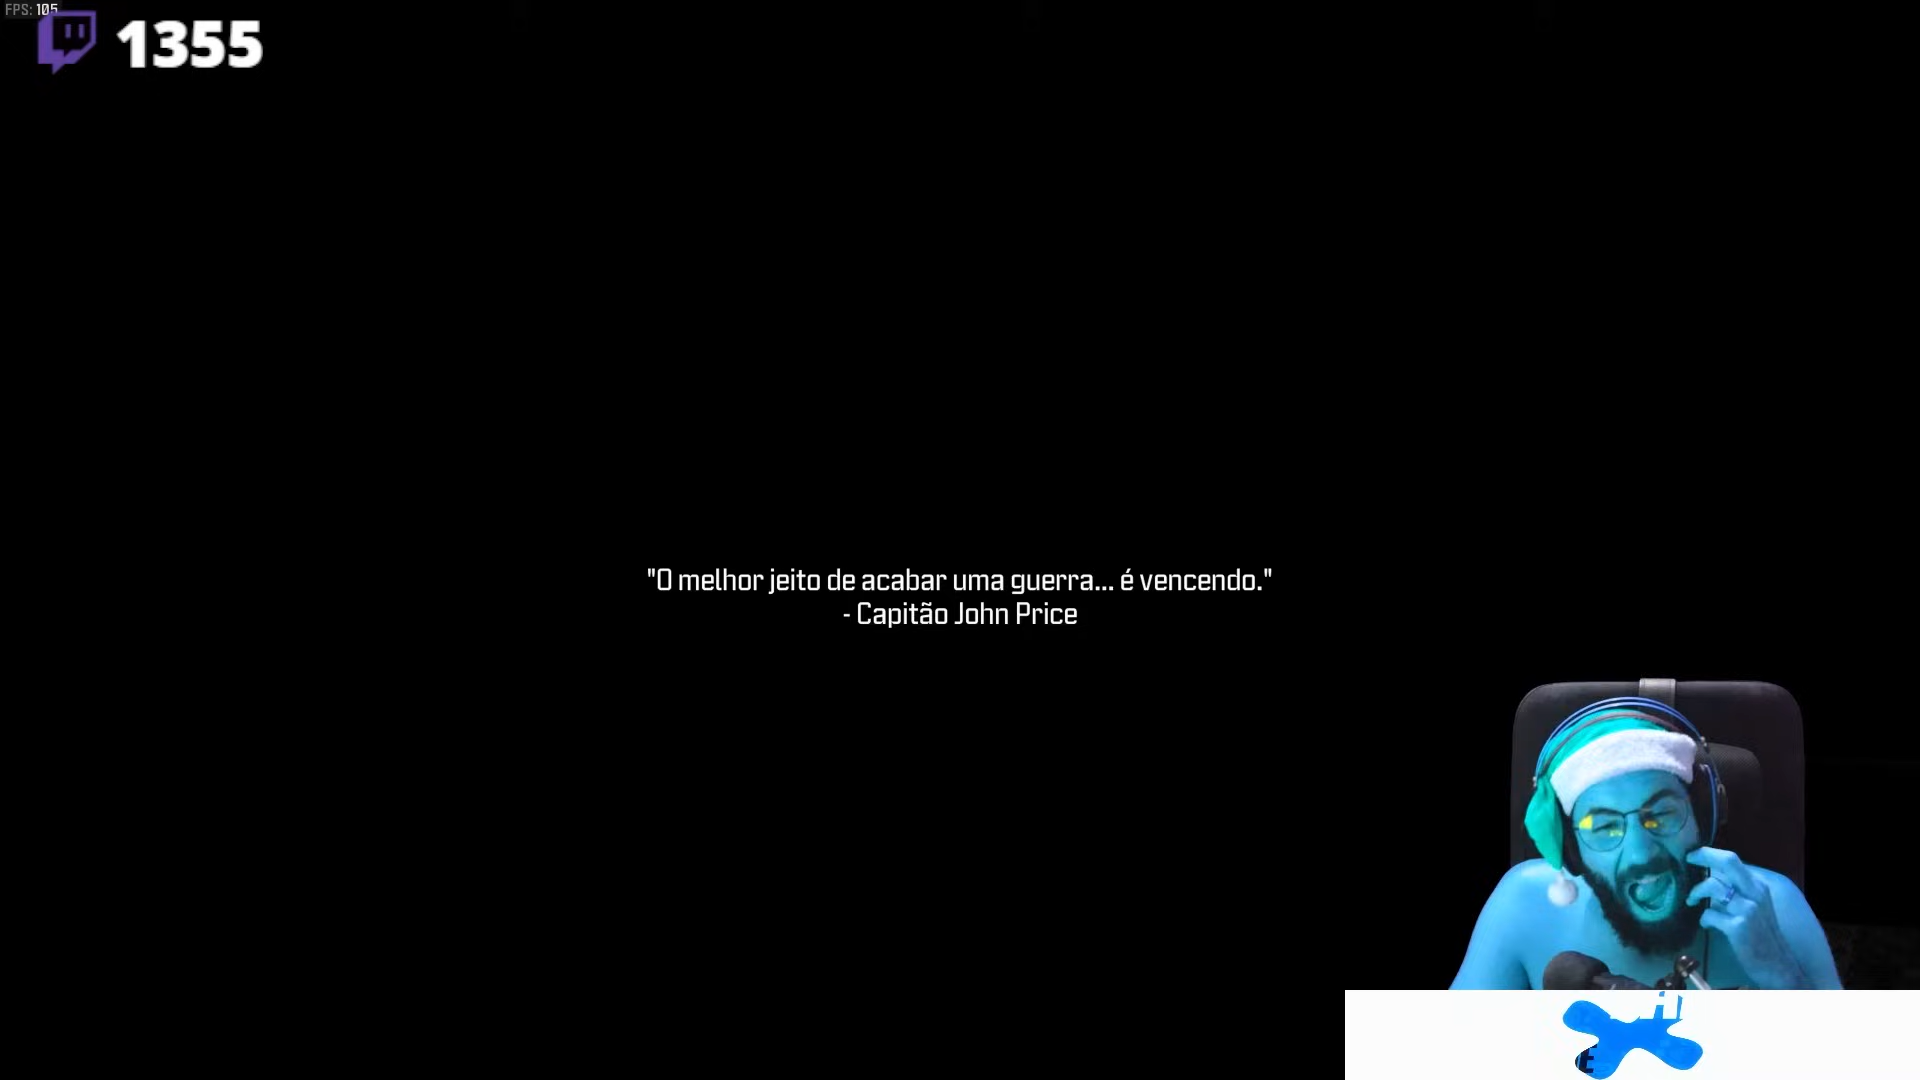 FPS: 105
1355
"O melhor jeito de acabar uma guerra... é vencendo."
- Capitão John Price